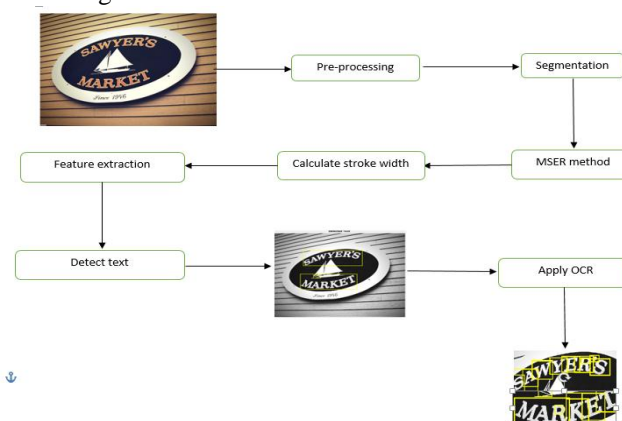 SAWYER'S
MARKET
Since 1946
Pre-processing
Segmentation
Feature extraction
Calculate stroke width
MSER method
Detect text
SAWYER'S
MARKET
Apply OCR
SAWYER'S
MARKET